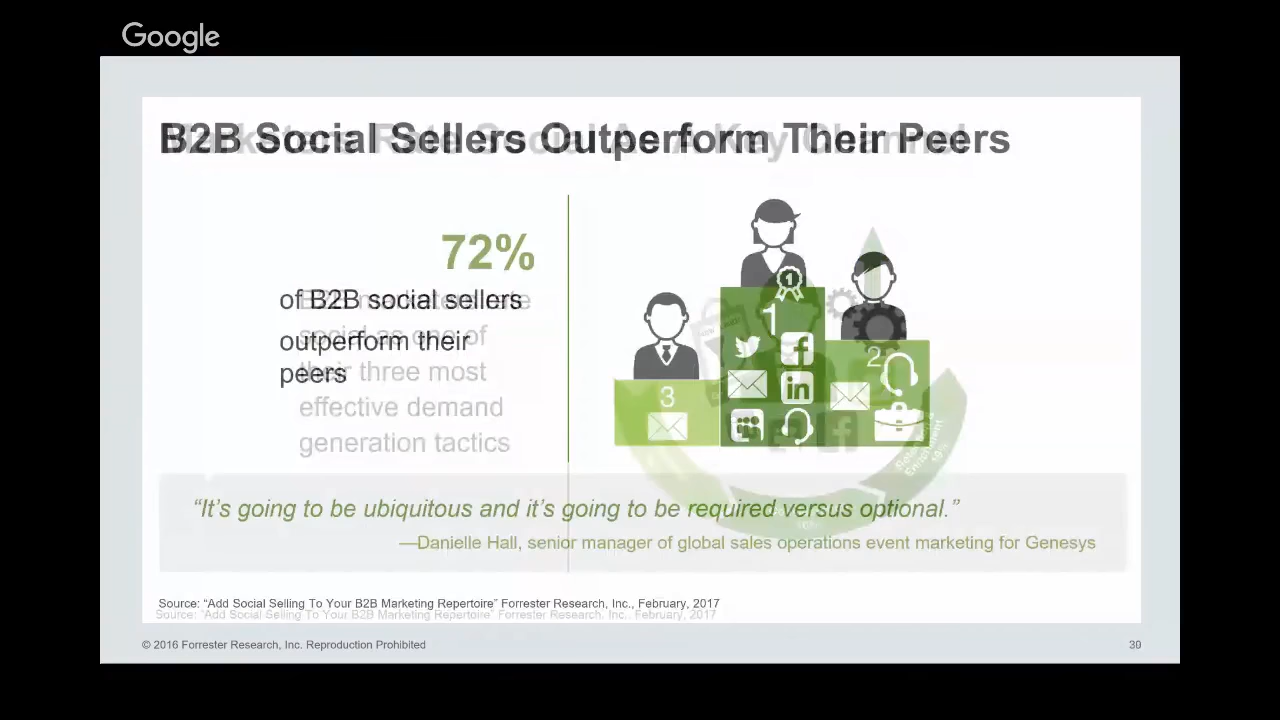 Google
B2B Social Sellers Outperform Their Peers
72%
of B2B social sellers
outperform their
peers
B2B marketers rate
social as one of
their three most
effective demand
generation tactics
1
2
3
in
“It’s going to be ubiquitous and it’s going to be required versus optional.”
—Danielle Hall, senior manager of global sales operations event marketing for Genesys
Source: “Add Social Selling To Your B2B Marketing Repertoire” Forrester Research, Inc., February, 2017
Source: “Add Social Selling To Your B2B Marketing Repertoire” Forrester Research, Inc., February, 2017
© 2016 Forrester Research, Inc. Reproduction Prohibited
30